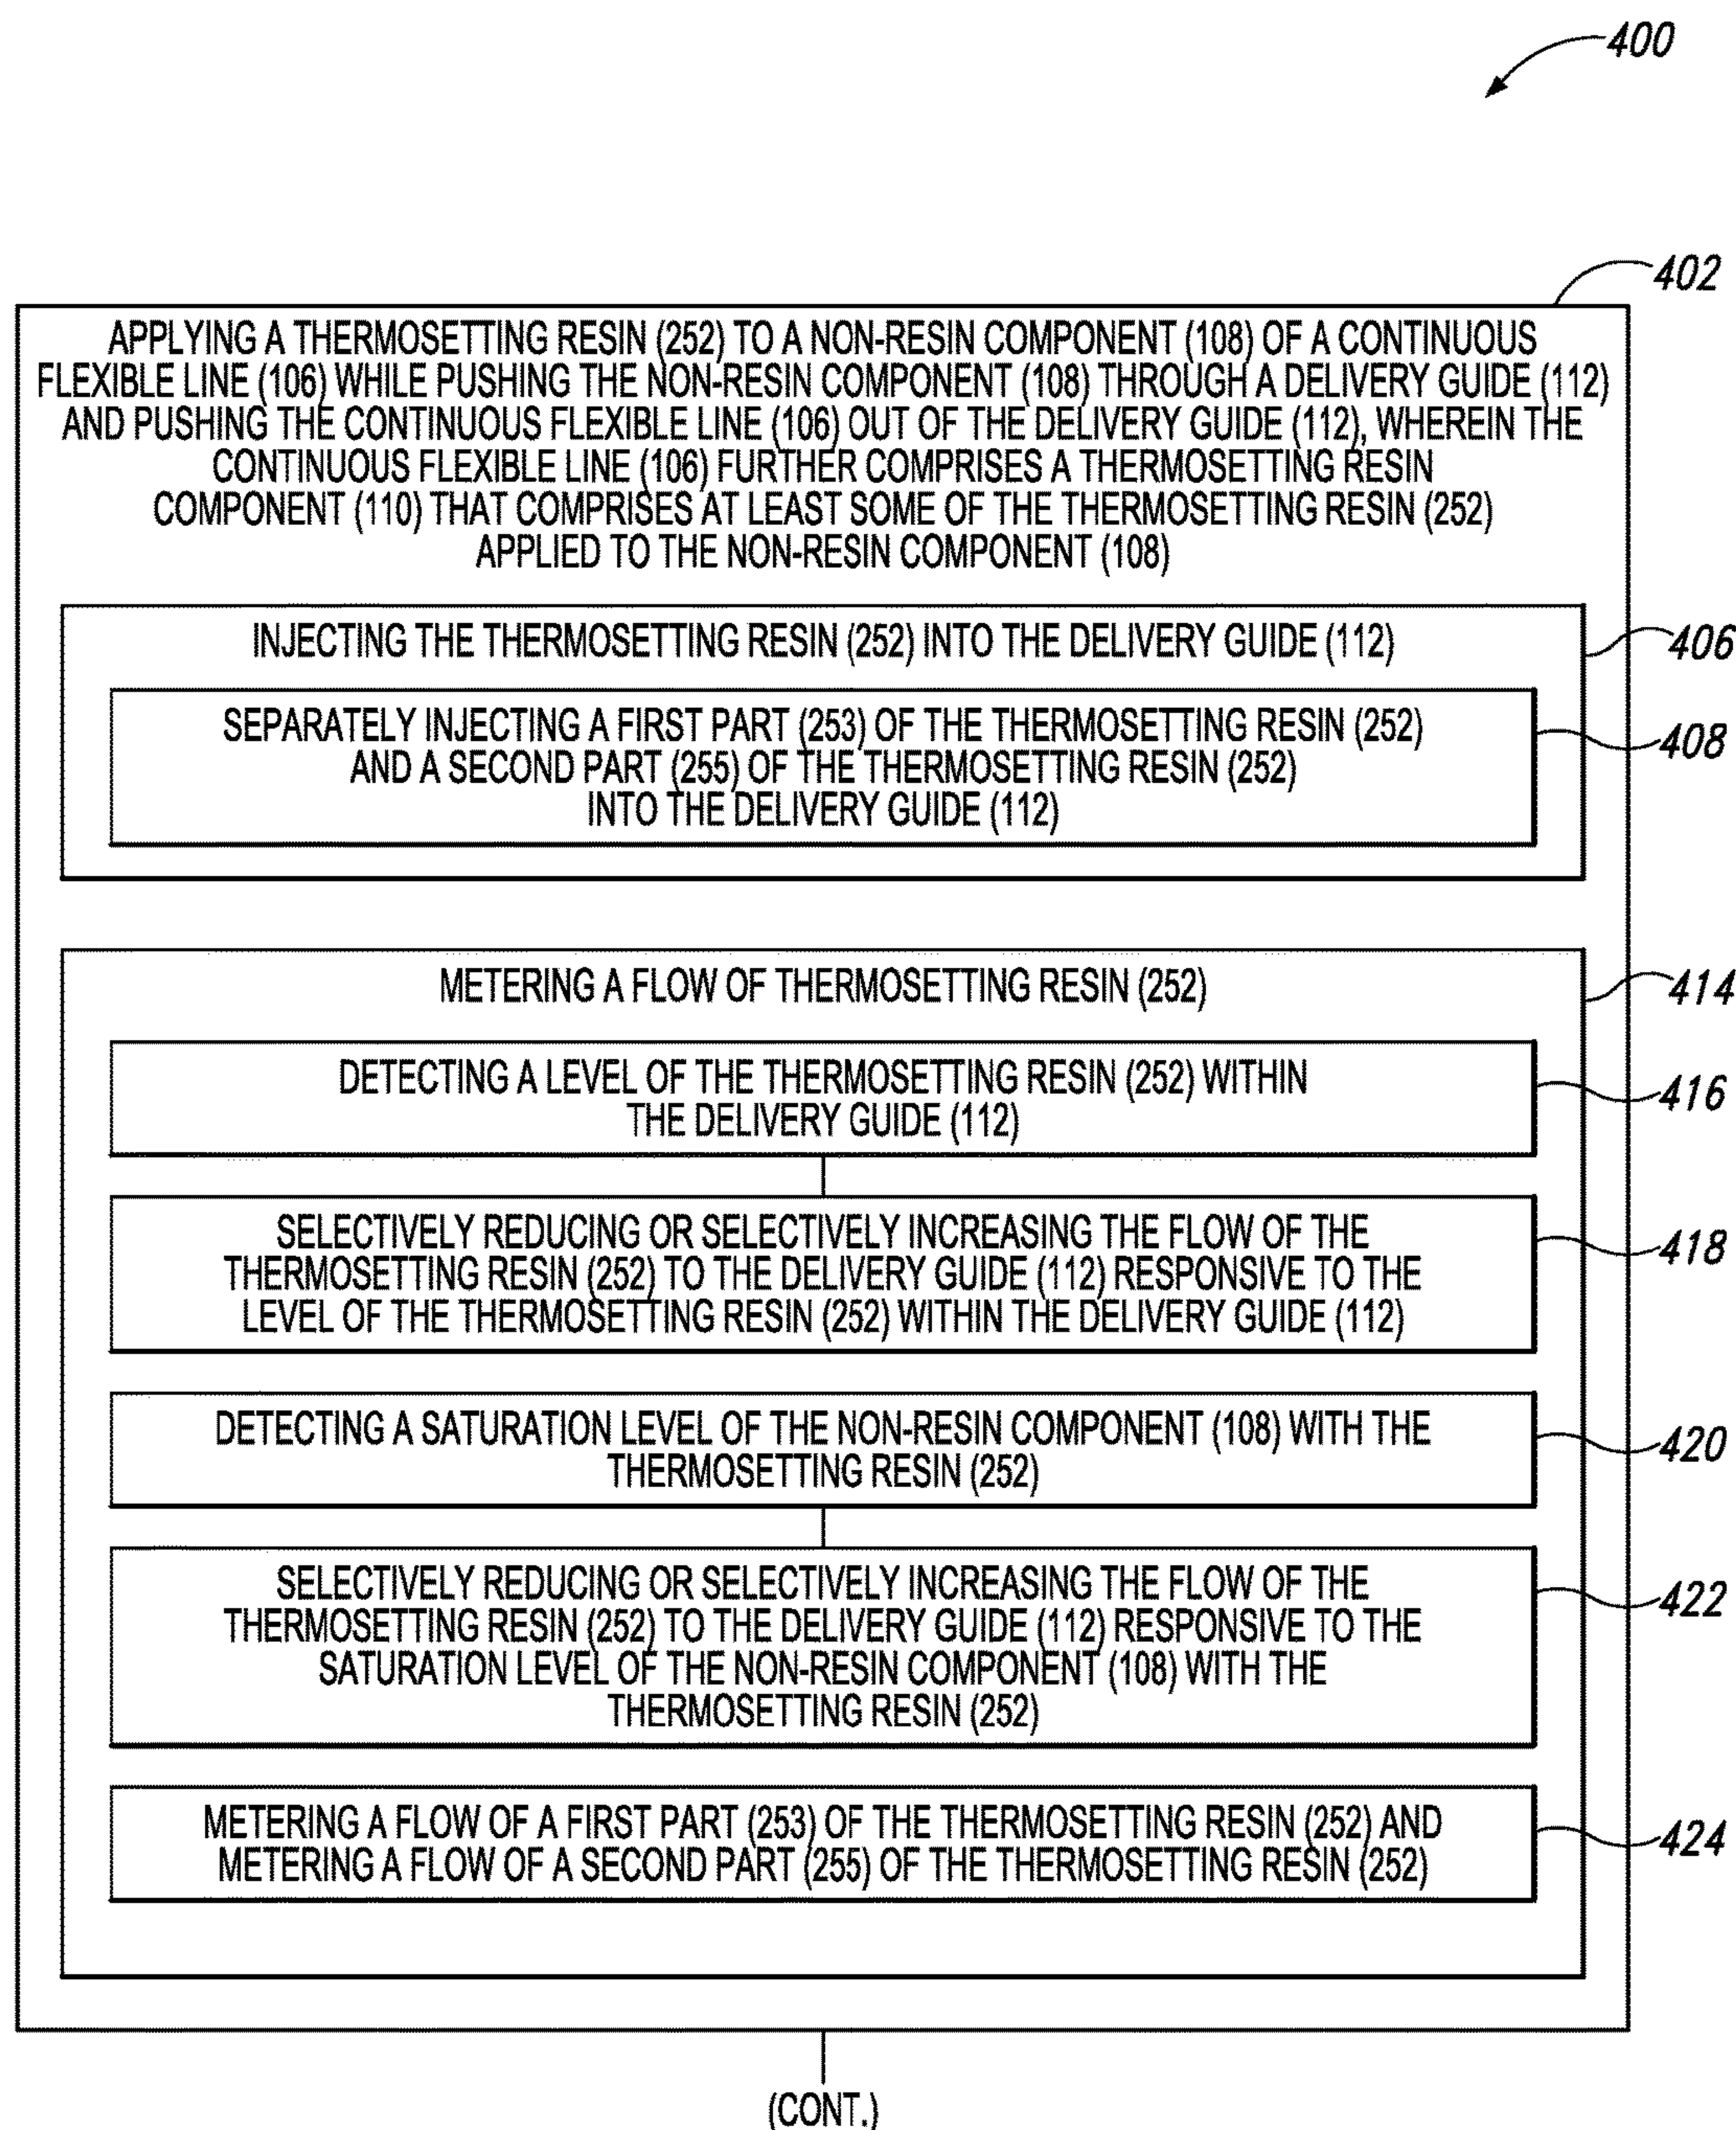 400
402
APPLYING A THERMOSETTING RESIN (252) TO A NON-RESIN COMPONENT (108) OF A CONTINUOUS
FLEXIBLE LINE (106) WHILE PUSHING THE NON-RESIN COMPONENT (108) THROUGH A DELIVERY GUIDE (112)
AND PUSHING THE CONTINUOUS FLEXIBLE LINE (106) OUT OF THE DELIVERY GUIDE (112), WHEREIN THE
CONTINUOUS FLEXIBLE LINE (106) FURTHER COMPRISES A THERMOSETTING RESIN
COMPONENT (110) THAT COMPRISES AT LEAST SOME OF THE THERMOSETTING RESIN (252)
APPLIED TO THE NON-RESIN COMPONENT (108)
INJECTING THE THERMOSETTING RESIN (252) INTO THE DELIVERY GUIDE (112)
406
SEPARATELY INJECTING A FIRST PART (253) OF THE THERMOSETTING RESIN (252)
AND A SECOND PART (255) OF THE THERMOSETTING RESIN (252)
INTO THE DELIVERY GUIDE (112)
408
METERING A FLOW OF THERMOSETTING RESIN (252)
414
DETECTING A LEVEL OF THE THERMOSETTING RESIN (252) WITHIN
THE DELIVERY GUIDE (112)
416
SELECTIVELY REDUCING OR SELECTIVELY INCREASING THE FLOW OF THE
THERMOSETTING RESIN (252) TO THE DELIVERY GUIDE (112) RESPONSIVE TO THE
LEVEL OF THE THERMOSETTING RESIN (252) WITHIN THE DELIVERY GUIDE (112)
418
DETECTING A SATURATION LEVEL OF THE NON-RESIN COMPONENT (108) WITH THE
THERMOSETTING RESIN (252)
420
SELECTIVELY REDUCING OR SELECTIVELY INCREASING THE FLOW OF THE
THERMOSETTING RESIN (252) TO THE DELIVERY GUIDE (112) RESPONSIVE TO THE
SATURATION LEVEL OF THE NON-RESIN COMPONENT (108) WITH THE
THERMOSETTING RESIN (252)
422
METERING A FLOW OF A FIRST PART (253) OF THE THERMOSETTING RESIN (252) AND
METERING A FLOW OF A SECOND PART (255) OF THE THERMOSETTING RESIN (252)
424
(CONT.)